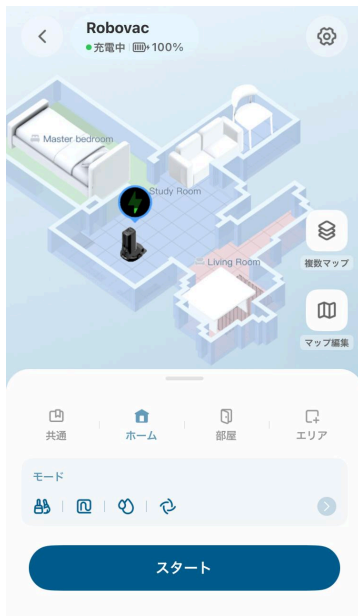 Robovac
充電中 100%
Master bedroom
Study Room
Living Room
複数マップ
マップ編集
共通
ホーム
部屋
エリア
モード
スタート